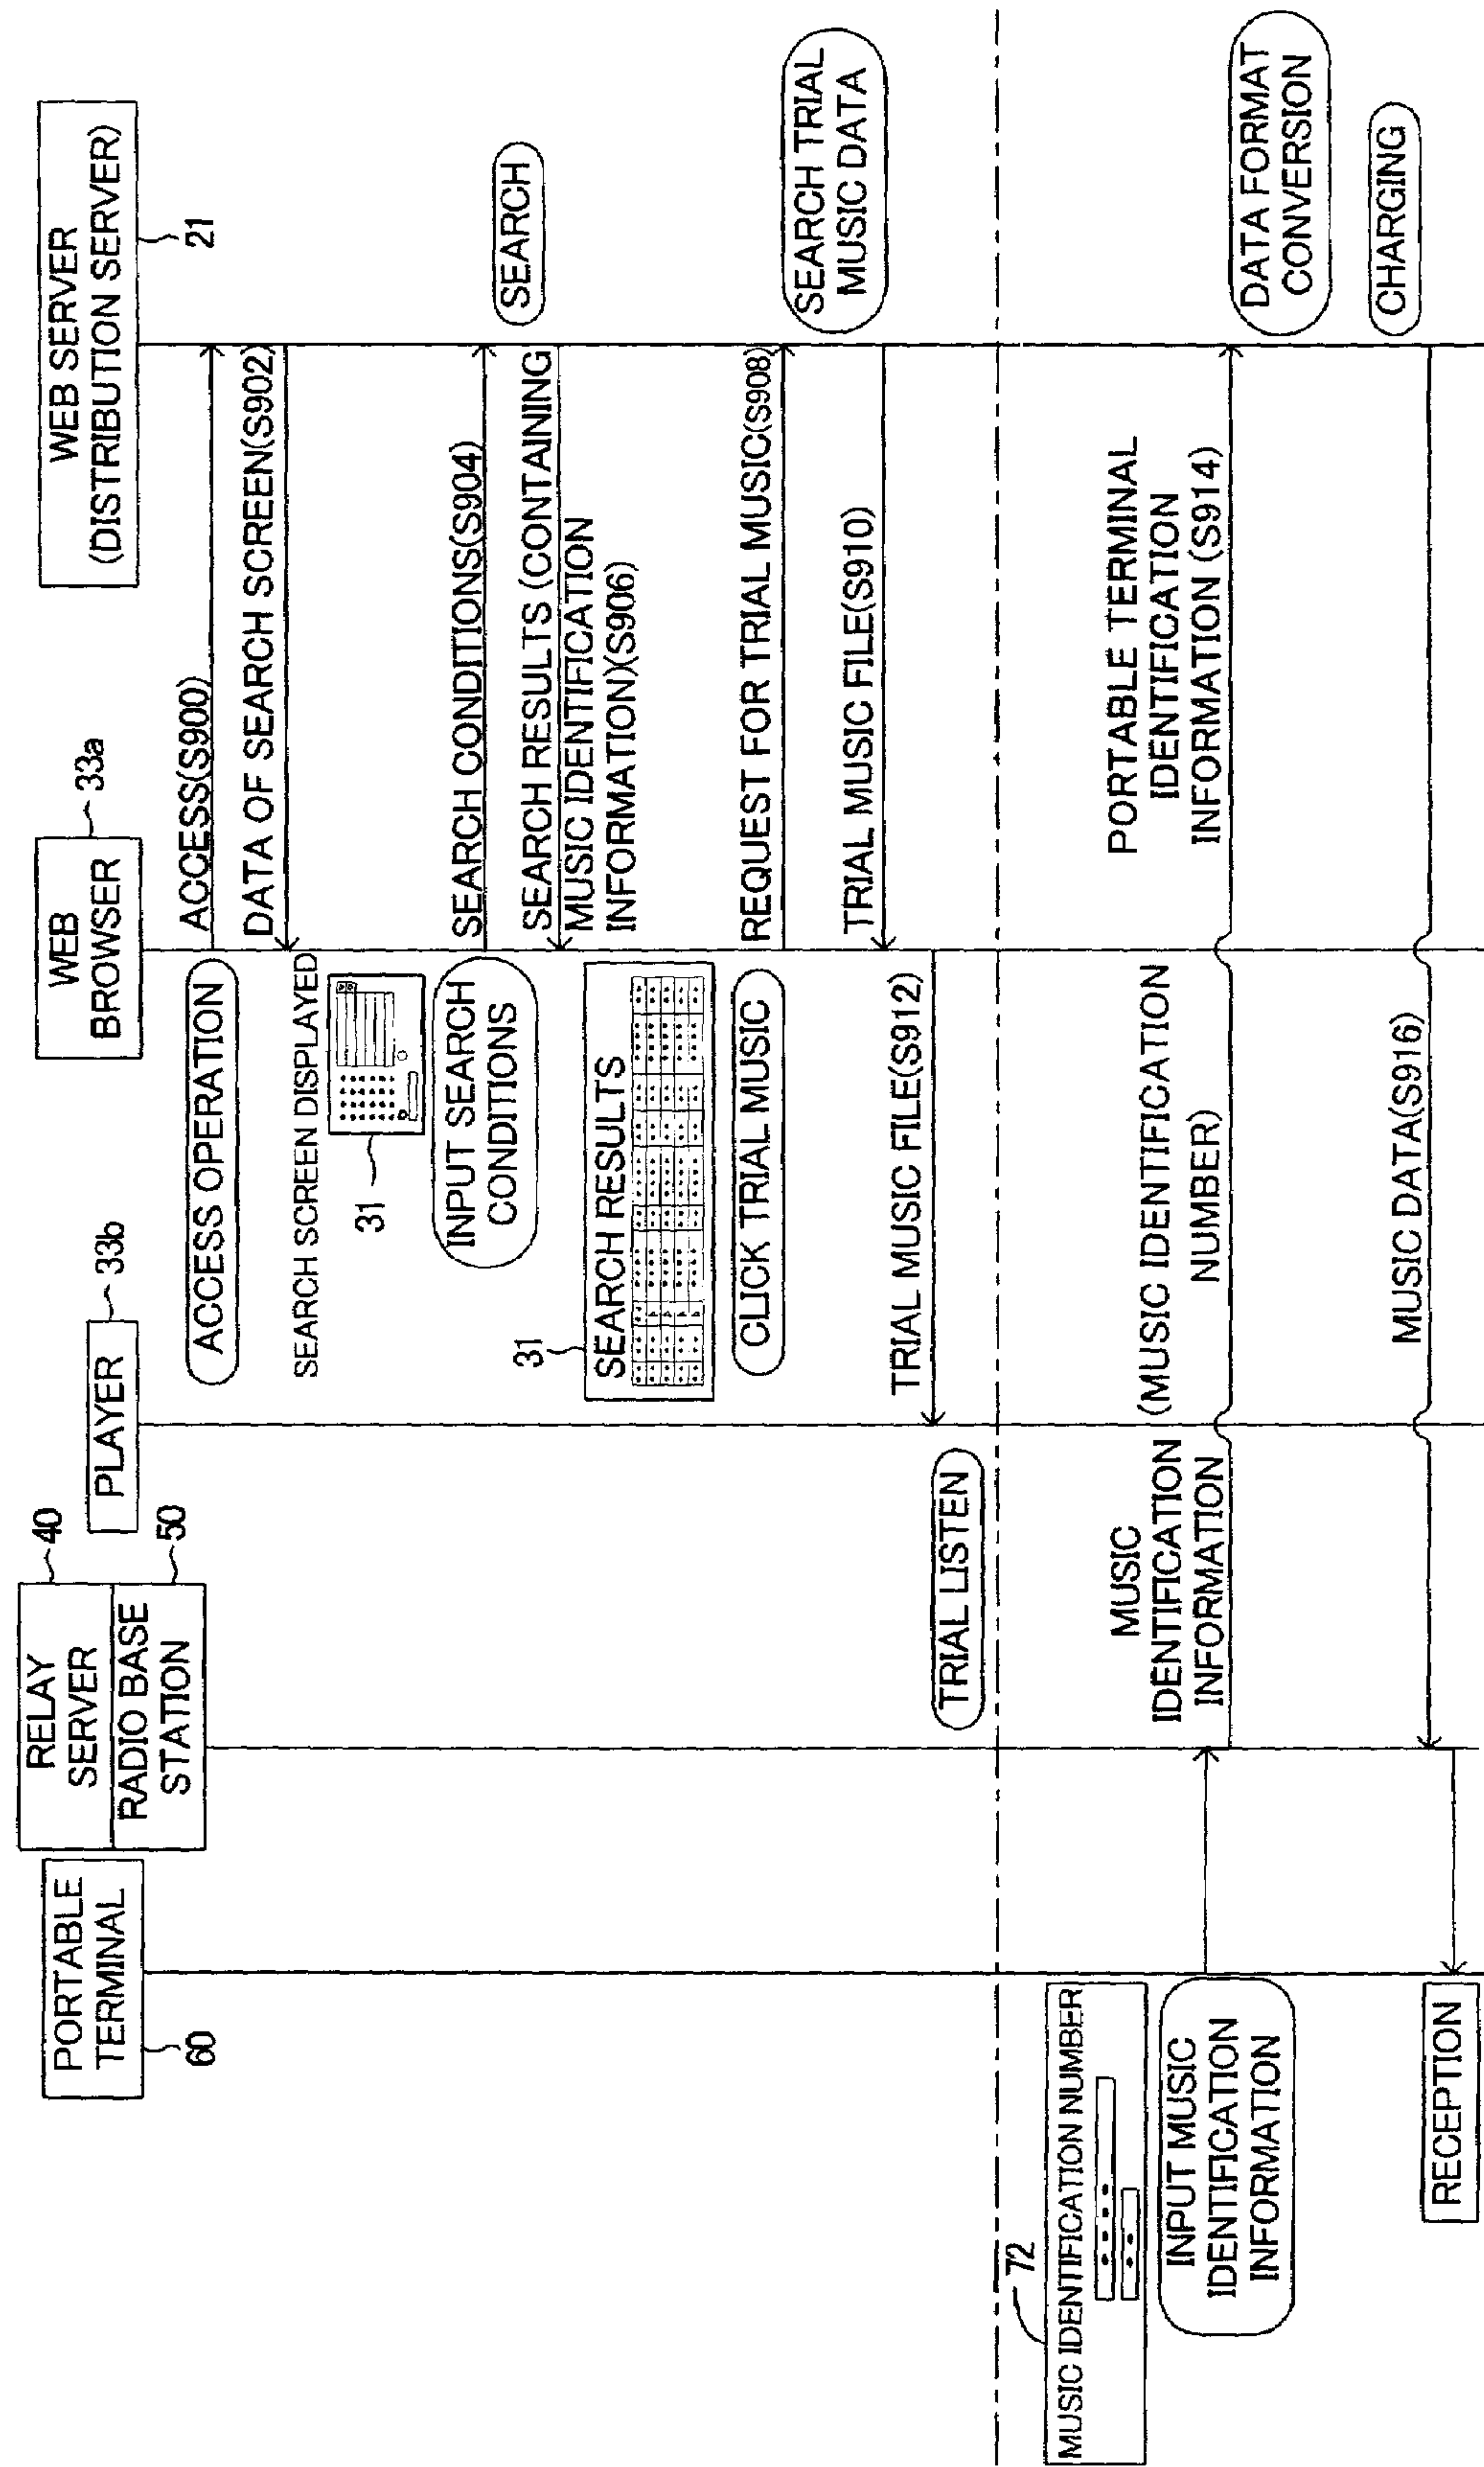 PORTABLE
TERMINAL
60
RELAY
SERVER
40
RADIO BASE
STATION
50
PLAYER
33b
WEB
BROWSER
33a
WEB SERVER
(DISTRIBUTION SERVER)
21
ACCESS OPERATION
ACCESS(S900)
DATA OF SEARCH SCREEN(S902)
SEARCH SCREEN DISPLAYED
31
INPUT SEARCH
CONDITIONS
SEARCH CONDITIONS(S904)
SEARCH
SEARCH RESULTS (CONTAINING
MUSIC IDENTIFICATION
INFORMATION)(S906)
31
SEARCH RESULTS
CLICK TRIAL MUSIC
REQUEST FOR TRIAL MUSIC(S908)
SEARCH TRIAL
MUSIC DATA
TRIAL MUSIC FILE(S910)
TRIAL MUSIC FILE(S912)
TRIAL LISTEN
72
MUSIC IDENTIFICATION NUMBER
INPUT MUSIC
IDENTIFICATION
INFORMATION
MUSIC
IDENTIFICATION
INFORMATION
(MUSIC IDENTIFICATION
NUMBER)
PORTABLE TERMINAL
IDENTIFICATION
INFORMATION (S914)
DATA FORMAT
CONVERSION
CHARGING
MUSIC DATA(S916)
RECEPTION